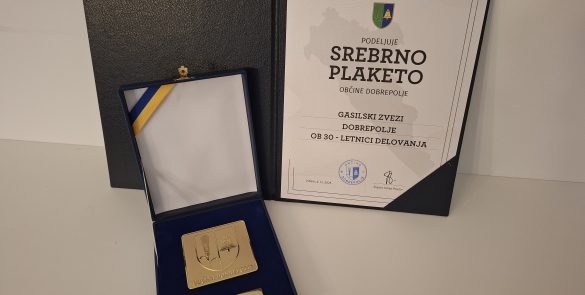 PODELJUJE
SREBRNO
PLAKETO
OBČINE DOBREPOLJE
GASILSKI ZVEZI
DOBREPOLJE
OB 30 - LETNICI DELOVANJA